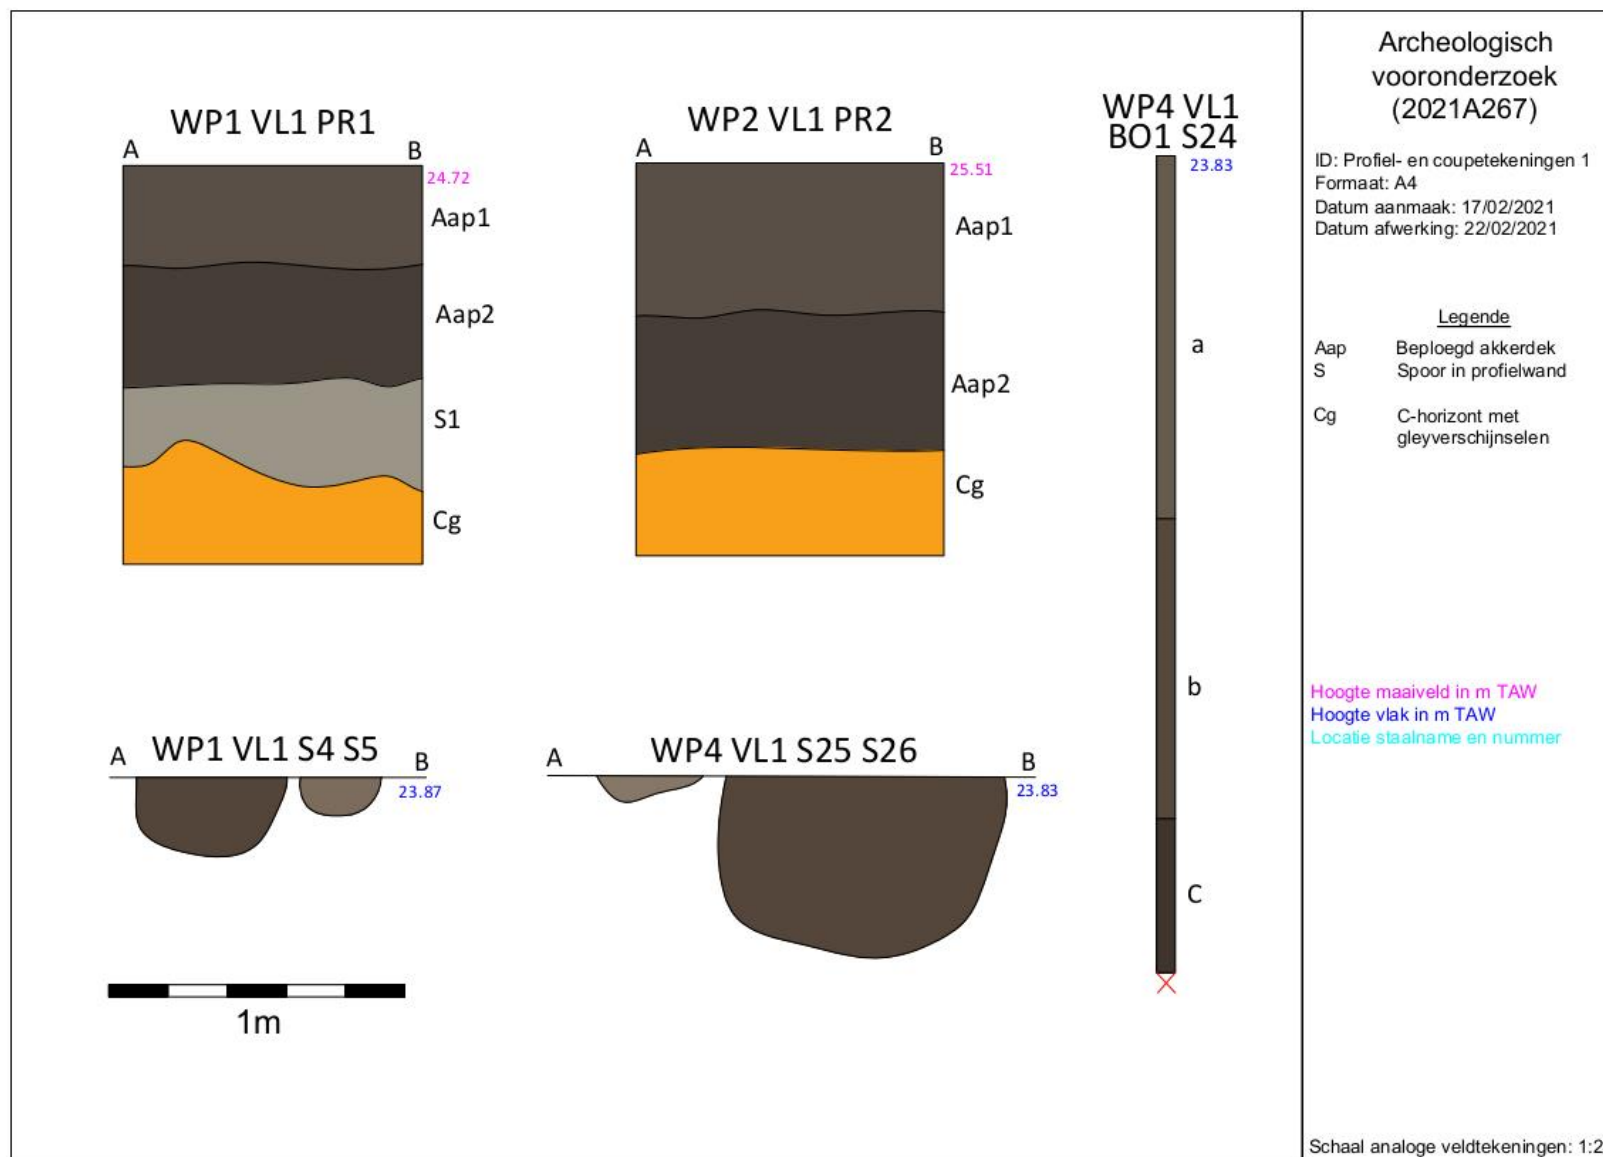 WP1 VL1 PR1
A
B
24.72
Aap1
Aap2
S1
Cg
WP2 VL1 PR2
A
B
25.51
Aap1
Aap2
Cg
WP4 VL1
BO1 S24
23.83
a
b
C
A
WP1 VL1 S4 S5
B
23.87
A
WP4 VL1 S25 S26
B
23.83
1m
Archeologisch
vooronderzoek
(2021A267)
ID: Profiel- en coupetekeningen 1
Formaat: A4
Datum aanmaak: 17/02/2021
Datum afwerking: 22/02/2021
Legende
Aap Beploegd akkerdek
S Spoor in profielwand
Cg C-horizont met
gleyverschijnselen
Hoogte maaiveld in m TAW
Hoogte vlak in m TAW
Locatie staalname en nummer
Schaal analoge veldtekeningen: 1:2